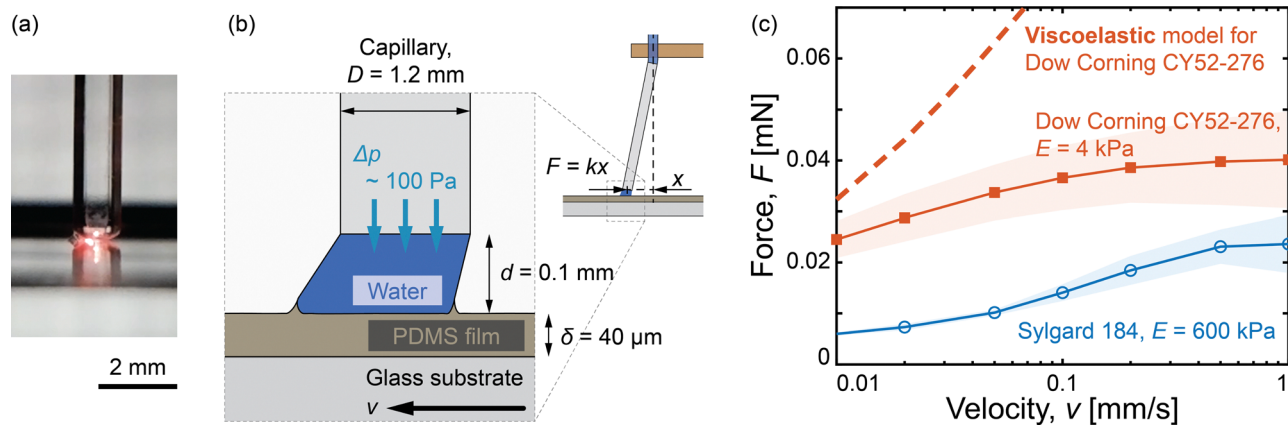 (a)
2 mm
(b)
Capillary,
D = 1.2 mm
Δp
~ 100 Pa
Water
d = 0.1 mm
PDMS film
δ = 40 µm
Glass substrate
v
F = kx
x
(c)
Force, F [mN]
0.06
0.04
0.02
0
0.01
0.1
1
Velocity, v [mm/s]
Viscoelastic model for
Dow Corning CY52-276
Dow Corning CY52-276,
E = 4 kPa
Sylgard 184, E = 600 kPa